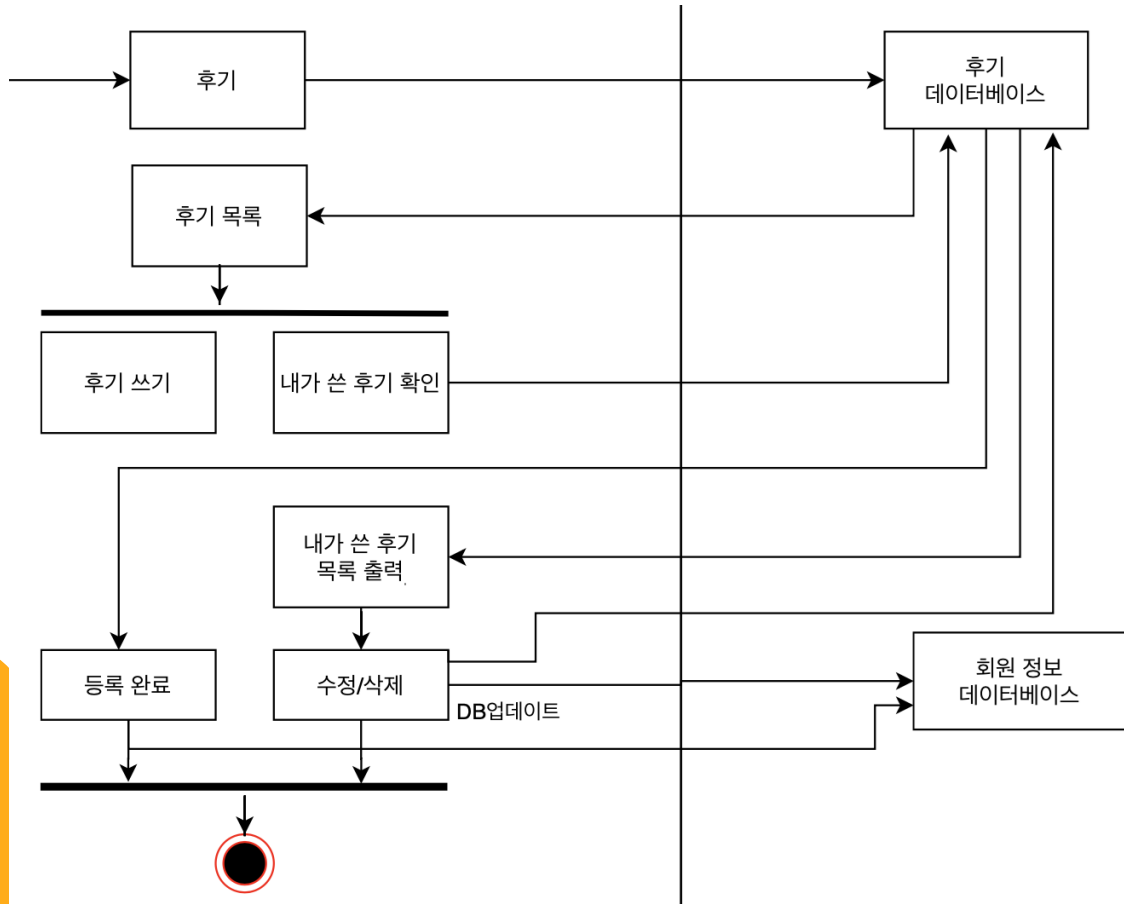 후기
후기
데이터베이스
후기 목록
후기 쓰기
내가 쓴 후기 확인
내가 쓴 후기
목록 출력
등록 완료
수정/삭제
DB업데이트
회원 정보
데이터베이스